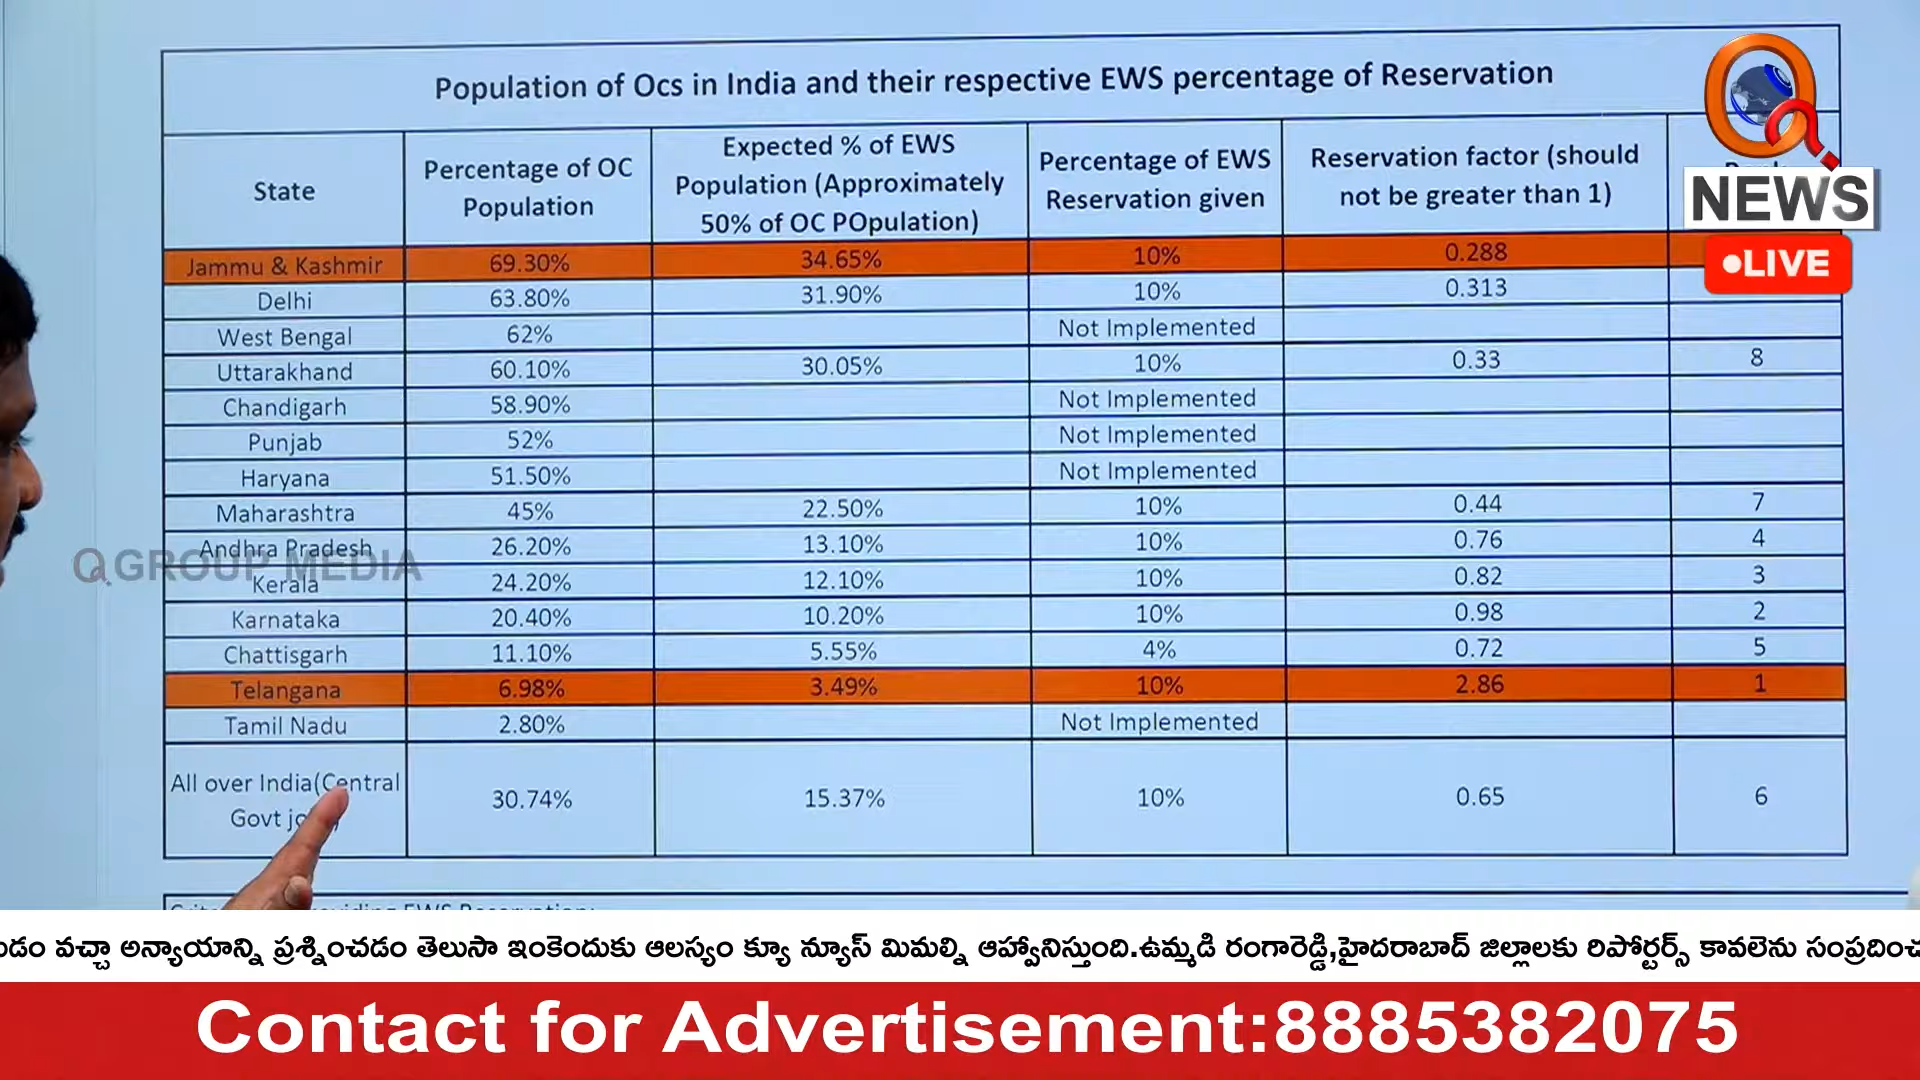 Population of Ocs in India and their respective EWS percentage of Reservation
State
Percentage of OC
Population
Expected % of EWS
Population (Approximately
50% of OC POpulation)
Percentage of EWS
Reservation given
Reservation factor (should
not be greater than 1)
Jammu & Kashmir 69.30% 34.65% 10% 0.288
Delhi 63.80% 31.90% 10% 0.313
West Bengal 62% Not Implemented
Uttarakhand 60.10% 30.05% 10% 0.33 8
Chandigarh 58.90% Not Implemented
Punjab 52% Not Implemented
Haryana 51.50% Not Implemented
Maharashtra 45% 22.50% 10% 0.44 7
Andhra Pradesh 26.20% 13.10% 10% 0.76 4
Kerala 24.20% 12.10% 10% 0.82 3
Karnataka 20.40% 10.20% 10% 0.98 2
Chattisgarh 11.10% 5.55% 4% 0.72 5
Telangana 6.98% 3.49% 10% 2.86 1
Tamil Nadu 2.80% Not Implemented
All over India(Central
Govt 30.74% 15.37% 10% 0.65 6
Q GROUP MEDIA
Q
NEWS
LIVE
EWS Reservation:
వచ్చా అన్యాయాన్ని ప్రశ్నించడం తెలుసా ఇంకెందుకు ఆలస్యం క్యూ న్యూస్ మిమల్ని ఆహ్వానిస్తుంది.ఉమ్మడి రంగారెడ్డి,హైదరాబాద్ జిల్లాలకు రిపోర్టర్స్ కావలెను
Contact for Advertisement:8885382075